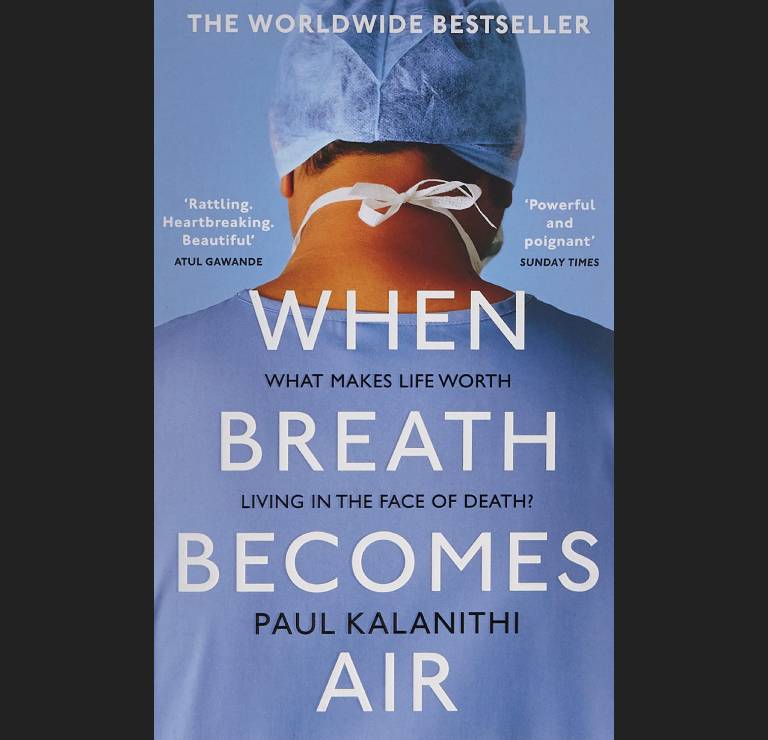 THE WORLDWIDE BESTSELLER
‘Rattling.
Heartbreaking.
Beautiful’
ATUL GAWANDE
‘Powerful
and
poignant’
SUNDAY TIMES
WHEN
WHAT MAKES LIFE WORTH
BREATH
LIVING IN THE FACE OF DEATH?
BECOMES
PAUL KALANITHI
AIR